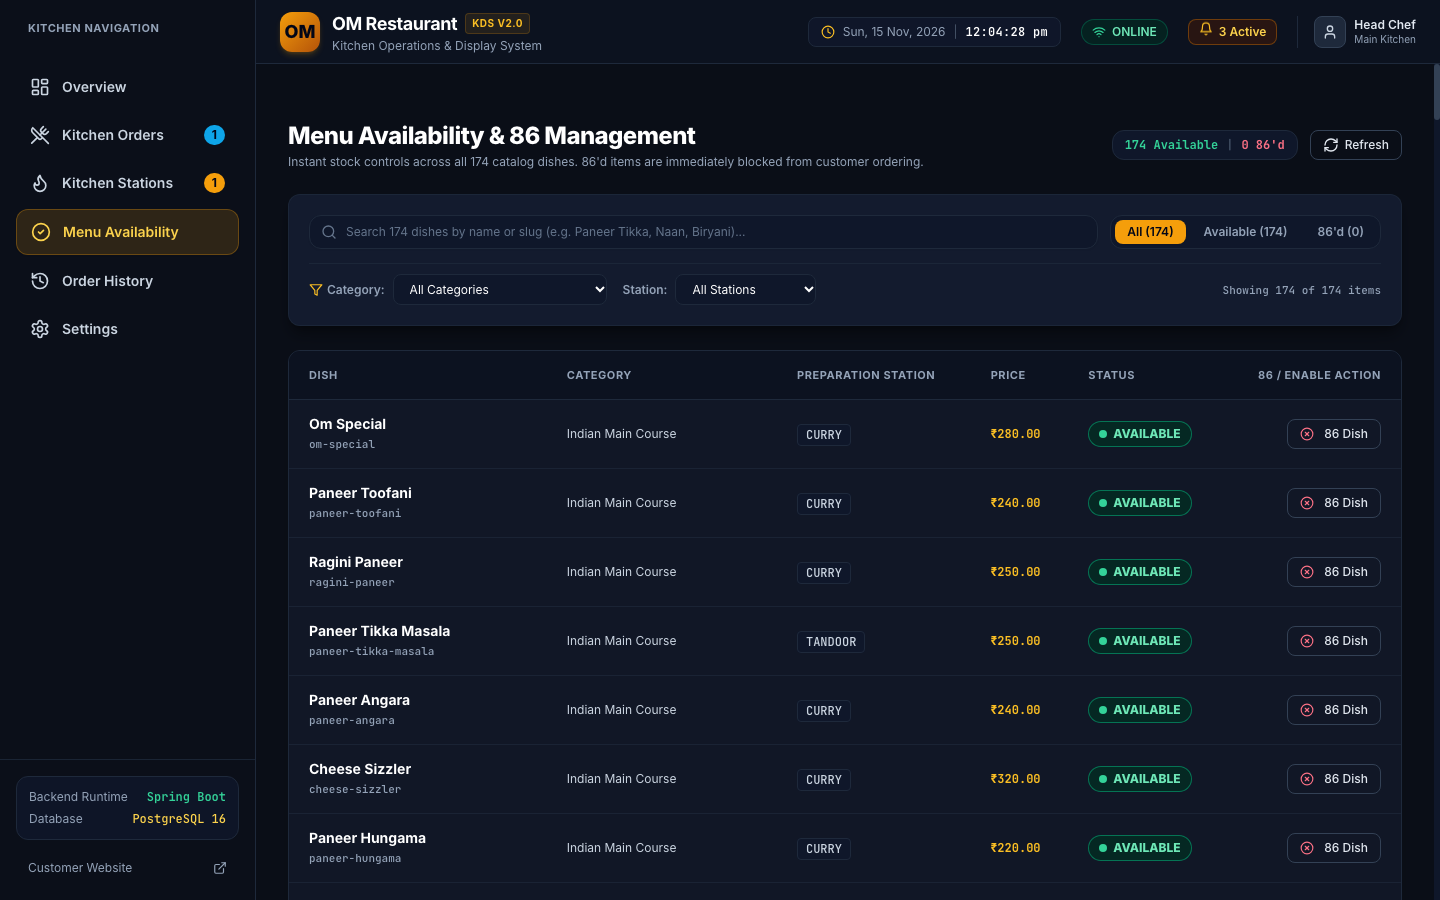 KITCHEN NAVIGATION
Overview
Kitchen Orders 1
Kitchen Stations 1
Menu Availability
Order History
Settings
Backend Runtime Spring Boot
Database PostgreSQL 16
Customer Website
OM
OM Restaurant KDS V2.0
Kitchen Operations & Display System
Sun, 15 Nov, 2026 | 12:04:28 pm
ONLINE
3 Active
Head Chef
Main Kitchen
Menu Availability & 86 Management
Instant stock controls across all 174 catalog dishes. 86'd items are immediately blocked from customer ordering.
174 Available | 0 86'd
Refresh
Search 174 dishes by name or slug (e.g. Paneer Tikka, Naan, Biryani)...
All (174) Available (174) 86'd (0)
Category: All Categories Station: All Stations
Showing 174 of 174 items
DISH CATEGORY PREPARATION STATION PRICE STATUS 86 / ENABLE ACTION
Om Special
om-special
Indian Main Course CURRY ₹280.00 AVAILABLE 86 Dish
Paneer Toofani
paneer-toofani
Indian Main Course CURRY ₹240.00 AVAILABLE 86 Dish
Ragini Paneer
ragini-paneer
Indian Main Course CURRY ₹250.00 AVAILABLE 86 Dish
Paneer Tikka Masala
paneer-tikka-masala
Indian Main Course TANDOOR ₹250.00 AVAILABLE 86 Dish
Paneer Angara
paneer-angara
Indian Main Course CURRY ₹240.00 AVAILABLE 86 Dish
Cheese Sizzler
cheese-sizzler
Indian Main Course CURRY ₹320.00 AVAILABLE 86 Dish
Paneer Hungama
paneer-hungama
Indian Main Course CURRY ₹220.00 AVAILABLE 86 Dish